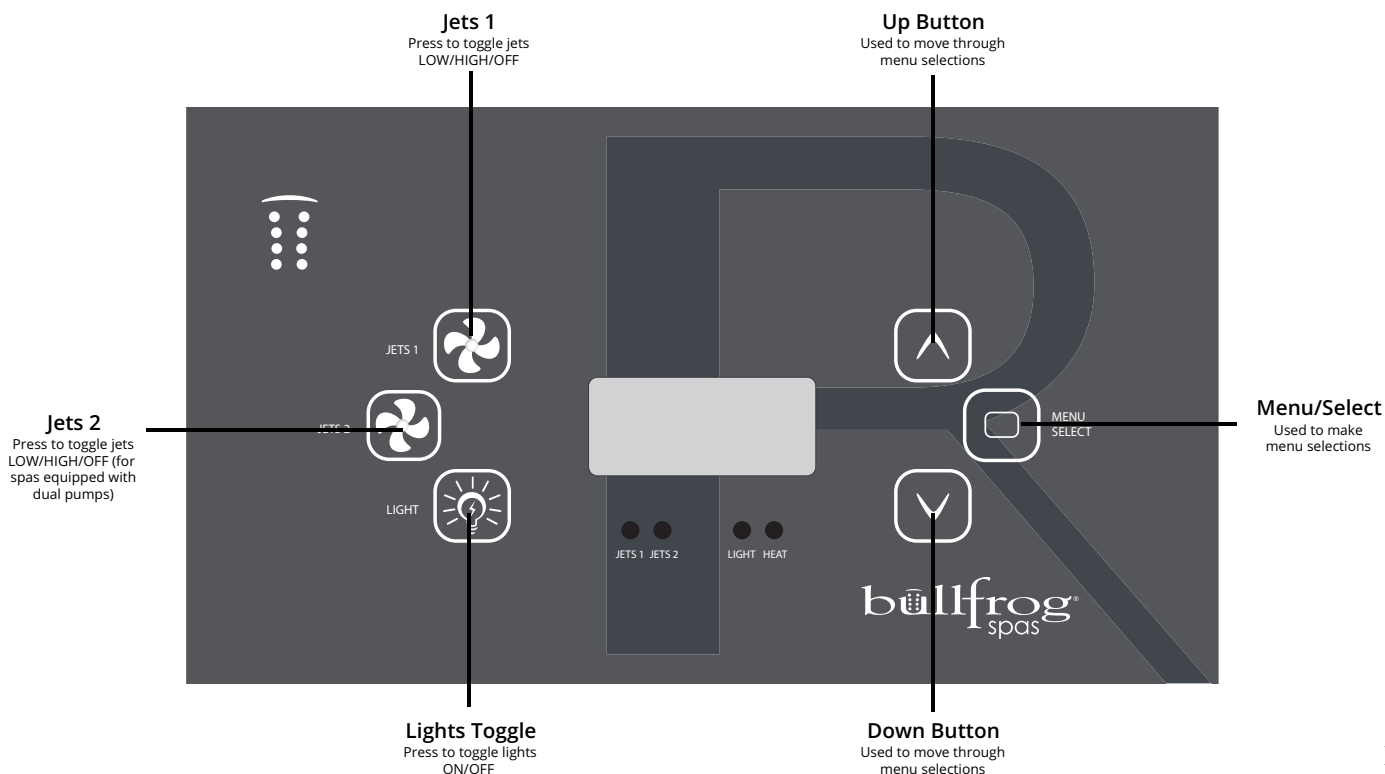 Jets 1
Press to toggle jets
LOW/HIGH/OFF
Up Button
Used to move through
menu selections
JETS 1
Jets 2
Press to toggle jets
LOW/HIGH/OFF (for
spas equipped with
dual pumps)
JETS 2
MENU
SELECT
Menu/Select
Used to make
menu selections
LIGHT
JETS 1 JETS 2 LIGHT HEAT
bullfrog®
spas
Lights Toggle
Press to toggle lights
ON/OFF
Down Button
Used to move through
menu selections